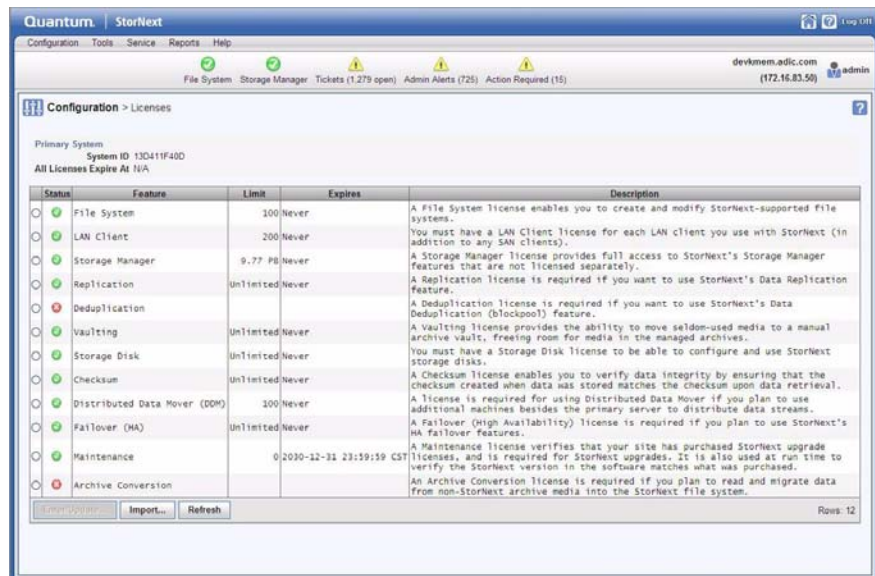 Quantum. StorNext Log Off
Configuration Tools Service Reports Help
File System Storage Manager Tickets (1,279 open) Admin Alerts (725) Action Required (15)
devkmem.adic.com
(172.16.83.50)
admin
Configuration > Licenses
Primary System
System ID 13D411F40D
All Licenses Expire At N/A
Status Feature Limit Expires Description
File System 100 Never A File System license enables you to create and modify StorNext-supported file
systems.
LAN Client 200 Never You must have a LAN Client license for each LAN client you use with StorNext (in
addition to any SAN clients).
Storage Manager 9.77 PB Never A Storage Manager license provides full access to StorNext's Storage Manager
features that are not licensed separately.
Replication Unlimited Never A Replication license is required if you want to use StorNext's Data Replication
feature.
Deduplication A Deduplication license is required if you want to use StorNext's Data
Deduplication (blockpool) feature.
Vaulting Unlimited Never A Vaulting license provides the ability to move seldom-used media to a manual
archive vault, freeing room for media in the managed archives.
Storage Disk Unlimited Never You must have a Storage Disk license to be able to configure and use StorNext
storage disks.
Checksum Unlimited Never A Checksum license enables you to verify data integrity by ensuring that the
checksum created when data was stored matches the checksum upon data retrieval.
Distributed Data Mover (DDM) 100 Never A license is required for using Distributed Data Mover if you plan to use
additional machines besides the primary server to distribute data streams.
Failover (HA) Unlimited Never A Failover (High Availability) license is required if you plan to use StorNext's
HA failover features.
Maintenance 0 2030-12-31 23:59:59 CST A Maintenance license verifies that your site has purchased StorNext upgrade
licenses, and is required for StorNext upgrades. It is also used at run time to
verify the StorNext version in the software matches what was purchased.
Archive Conversion An Archive Conversion license is required if you plan to read and migrate data
from non-StorNext archive media into the StorNext file system.
Import... Refresh Rows: 12